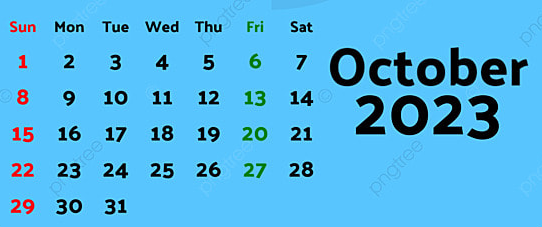 Sun Mon Tue Wed Thu Fri Sat
1 2 3 4 5 6 7
8 9 10 11 12 13 14
15 16 17 18 19 20 21
22 23 24 25 26 27 28
29 30 31
October
2023
pngtree